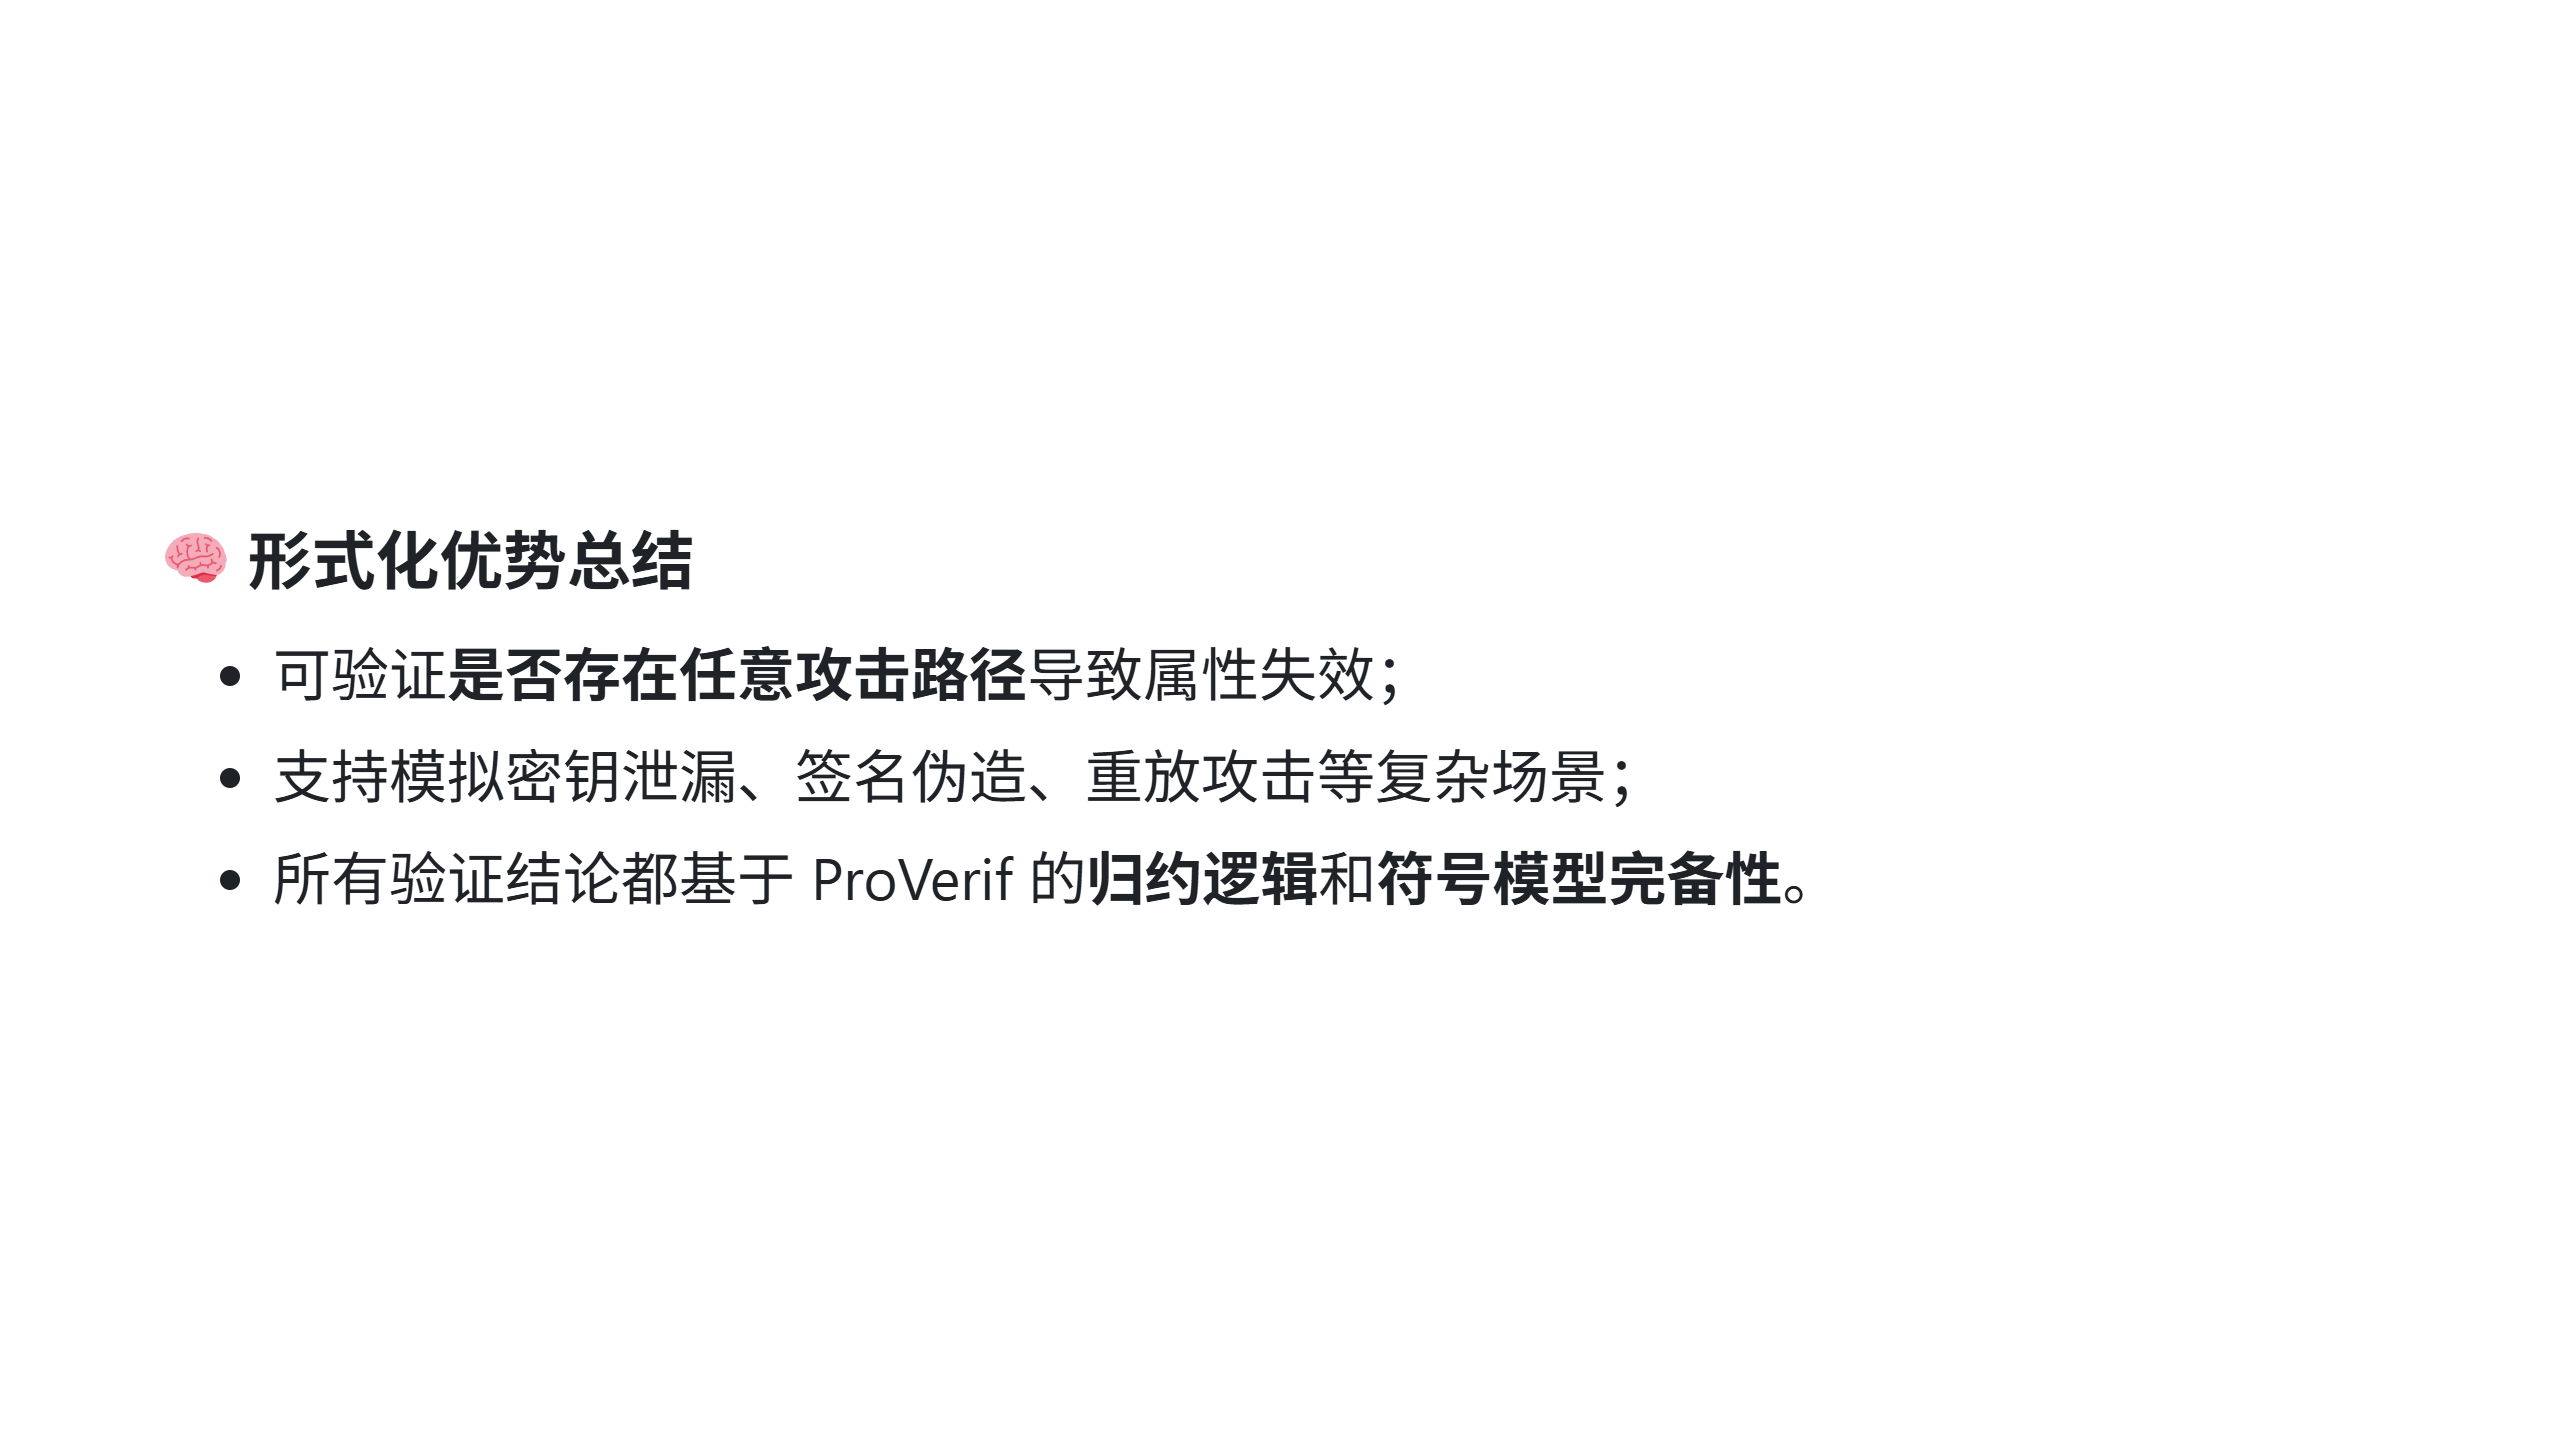 🧠 形式化优势总结
• 可验证是否存在任意攻击路径导致属性失效；
• 支持模拟密钥泄漏、签名伪造、重放攻击等复杂场景；
• 所有验证结论都基于 ProVerif 的归约逻辑和符号模型完备性。